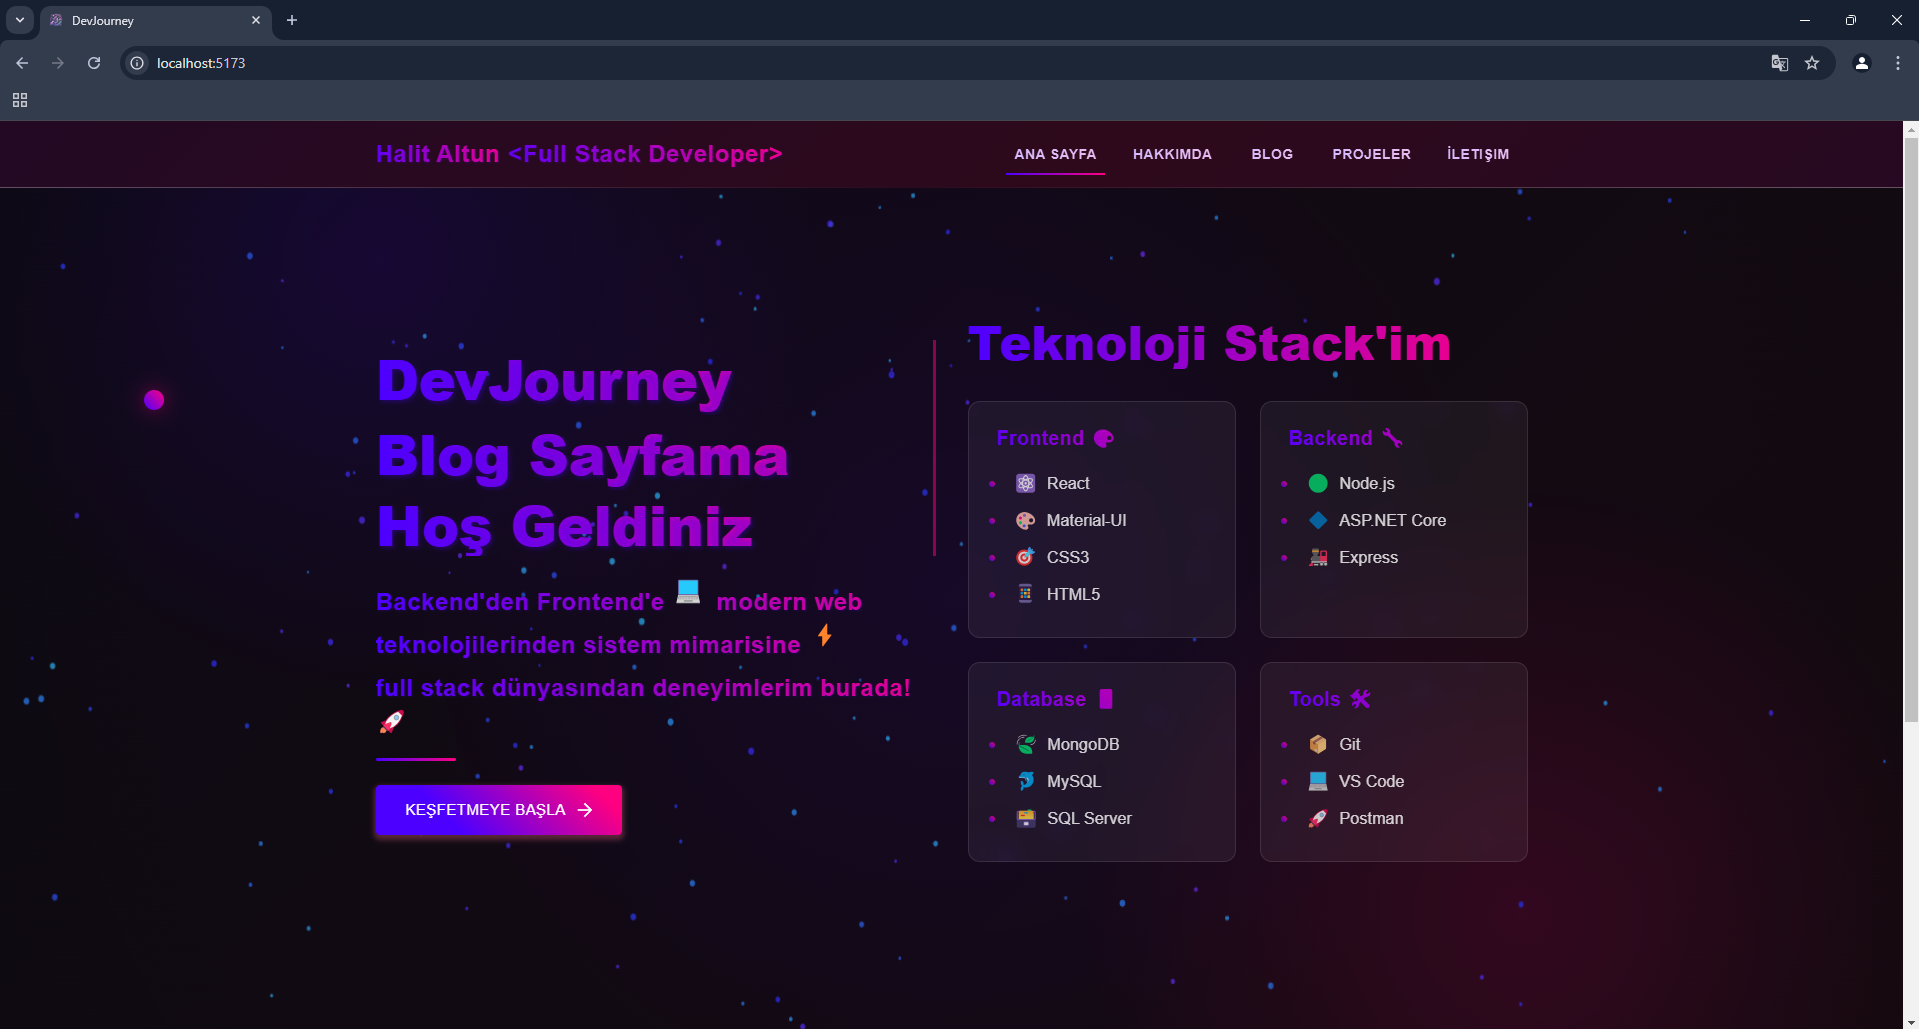 DevJourney
localhost:5173
Halit Altun <Full Stack Developer>
ANA SAYFA
HAKKIMDA
BLOG
PROJELER
İLETIŞIM
DevJourney
Blog Sayfama
Hoş Geldiniz
Backend'den Frontend'e 💻 modern web
teknolojilerinden sistem mimarisine ⚡
full stack dünyasından deneyimlerim burada!
🚀
KEŞFETMEYE BAŞLA →
Teknoloji Stack'im
Frontend
React
Material-UI
CSS3
HTML5
Backend
Node.js
ASP.NET Core
Express
Database
MongoDB
MySQL
SQL Server
Tools
Git
VS Code
Postman